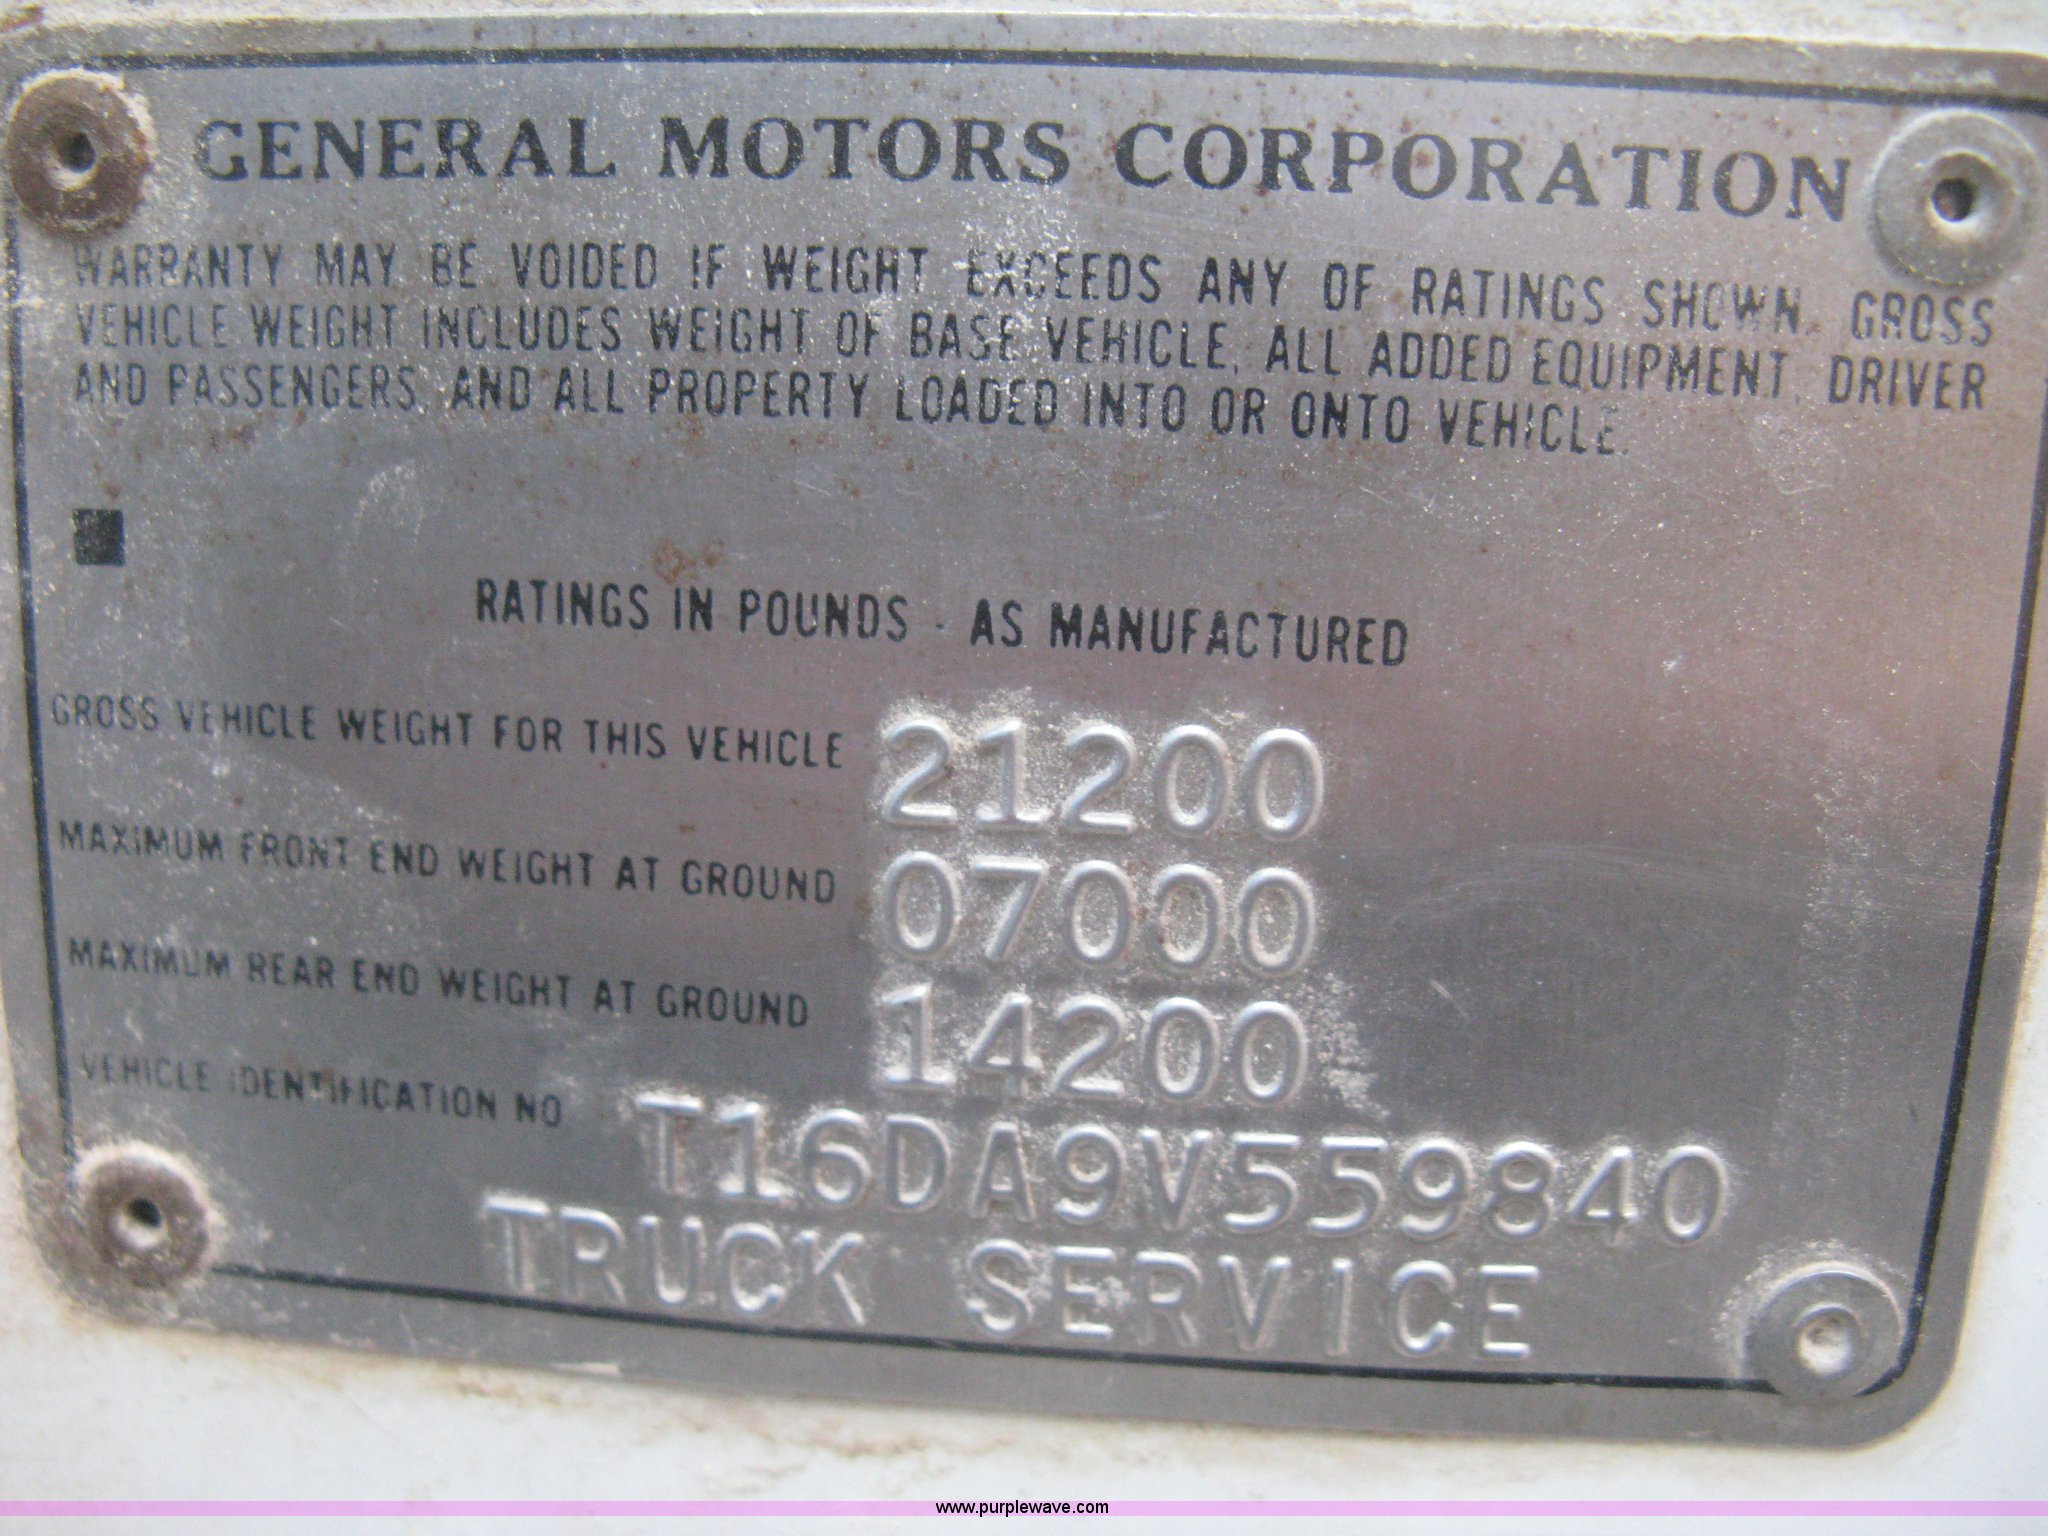 GENERAL MOTORS CORPORATION
WARRANTY MAY BE VOIDED IF WEIGHT EXCEEDS ANY OF RATINGS SHOWN. GROSS
VEHICLE WEIGHT INCLUDES WEIGHT OF BASE VEHICLE, ALL ADDED EQUIPMENT, DRIVER
AND PASSENGERS, AND ALL PROPERTY LOADED INTO OR ONTO VEHICLE.
RATINGS IN POUNDS - AS MANUFACTURED
GROSS VEHICLE WEIGHT FOR THIS VEHICLE 21200
MAXIMUM FRONT END WEIGHT AT GROUND 07000
MAXIMUM REAR END WEIGHT AT GROUND 14200
VEHICLE IDENTIFICATION NO T16DA9V559840
TRUCK SERVICE
www.purplewave.com